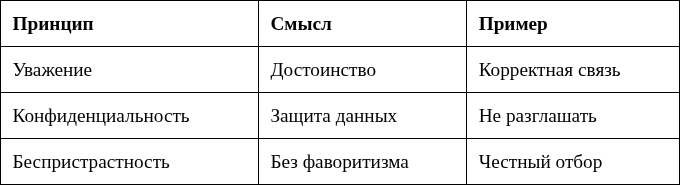 Принцип Смысл Пример
Уважение Достоинство Корректная связь
Конфиденциальность Защита данных Не разглашать
Беспристрастность Без фаворитизма Честный отбор